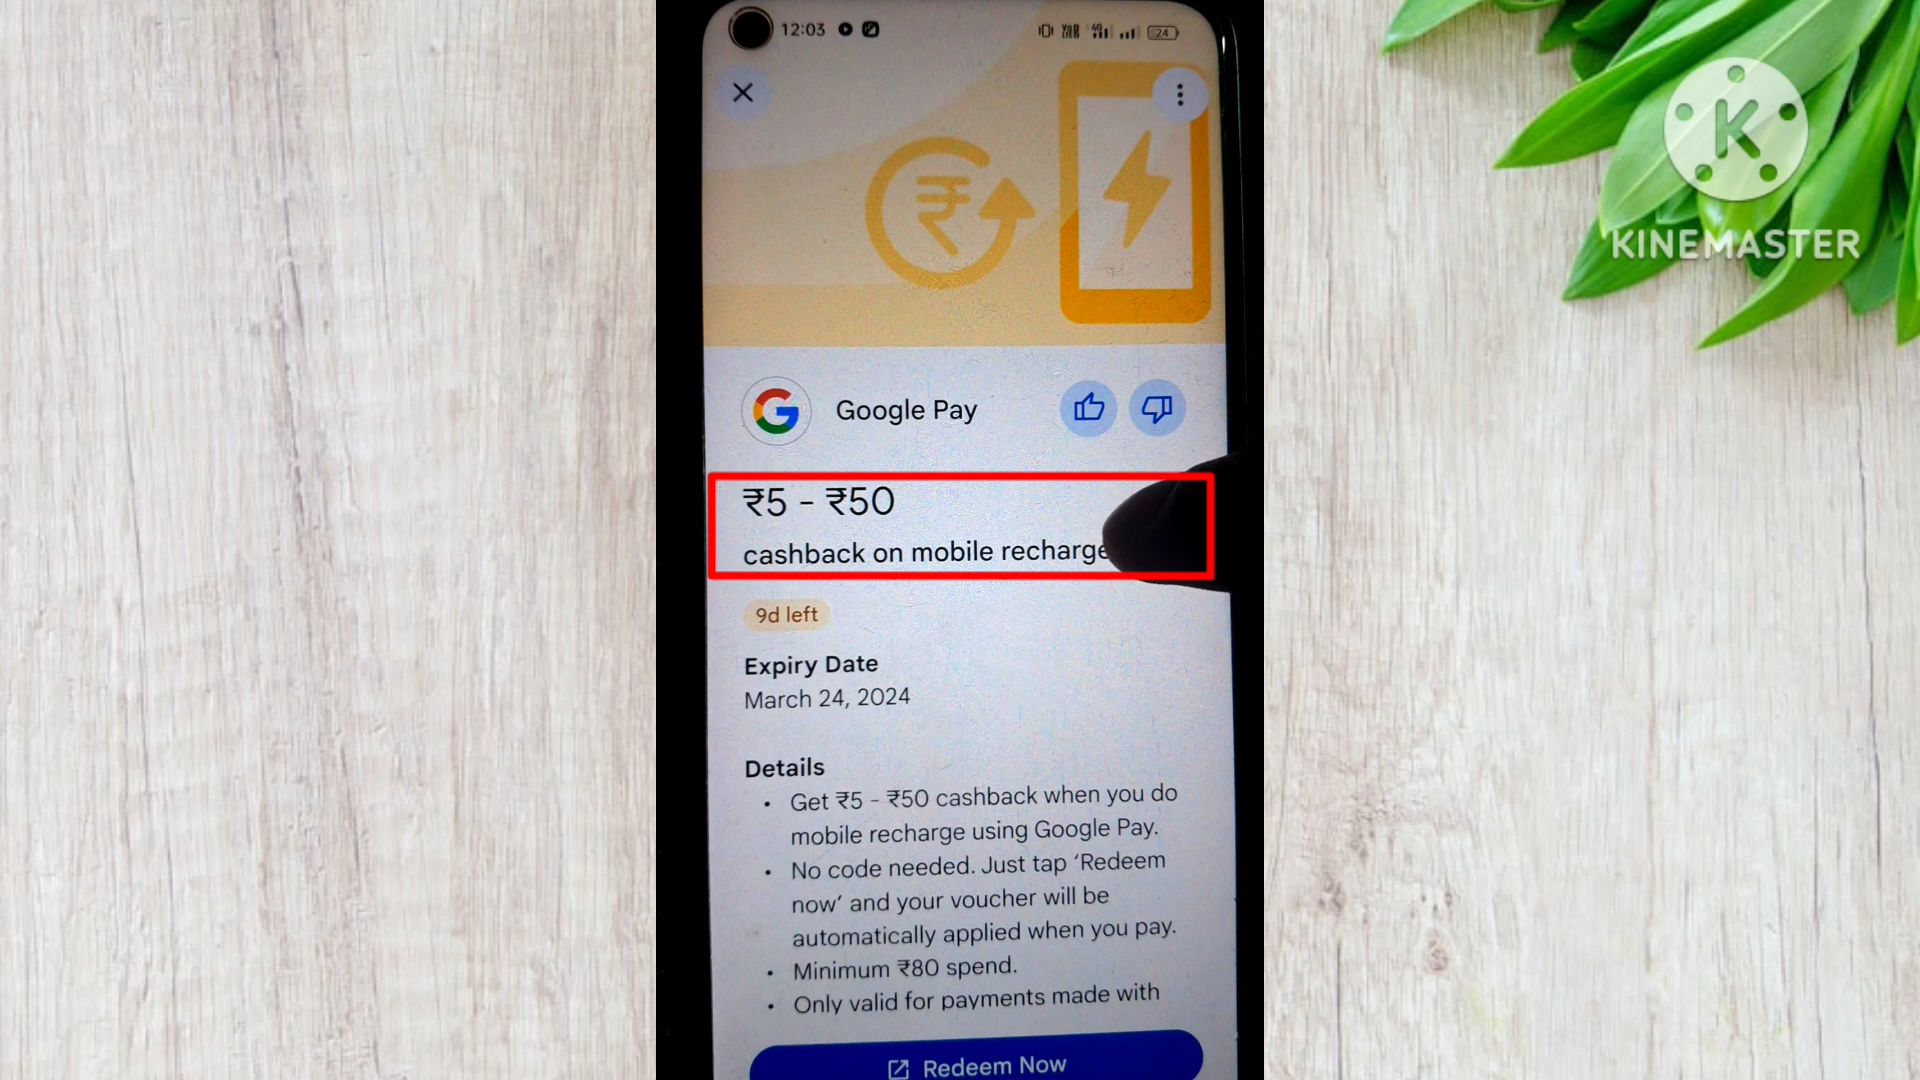 12:03
24
KINEMASTER
Google Pay
₹5 - ₹50
cashback on mobile recharge
9d left
Expiry Date
March 24, 2024
Details
• Get ₹5 - ₹50 cashback when you do
mobile recharge using Google Pay.
• No code needed. Just tap ‘Redeem
now’ and your voucher will be
automatically applied when you pay.
• Minimum ₹80 spend.
• Only valid for payments made with
Redeem Now